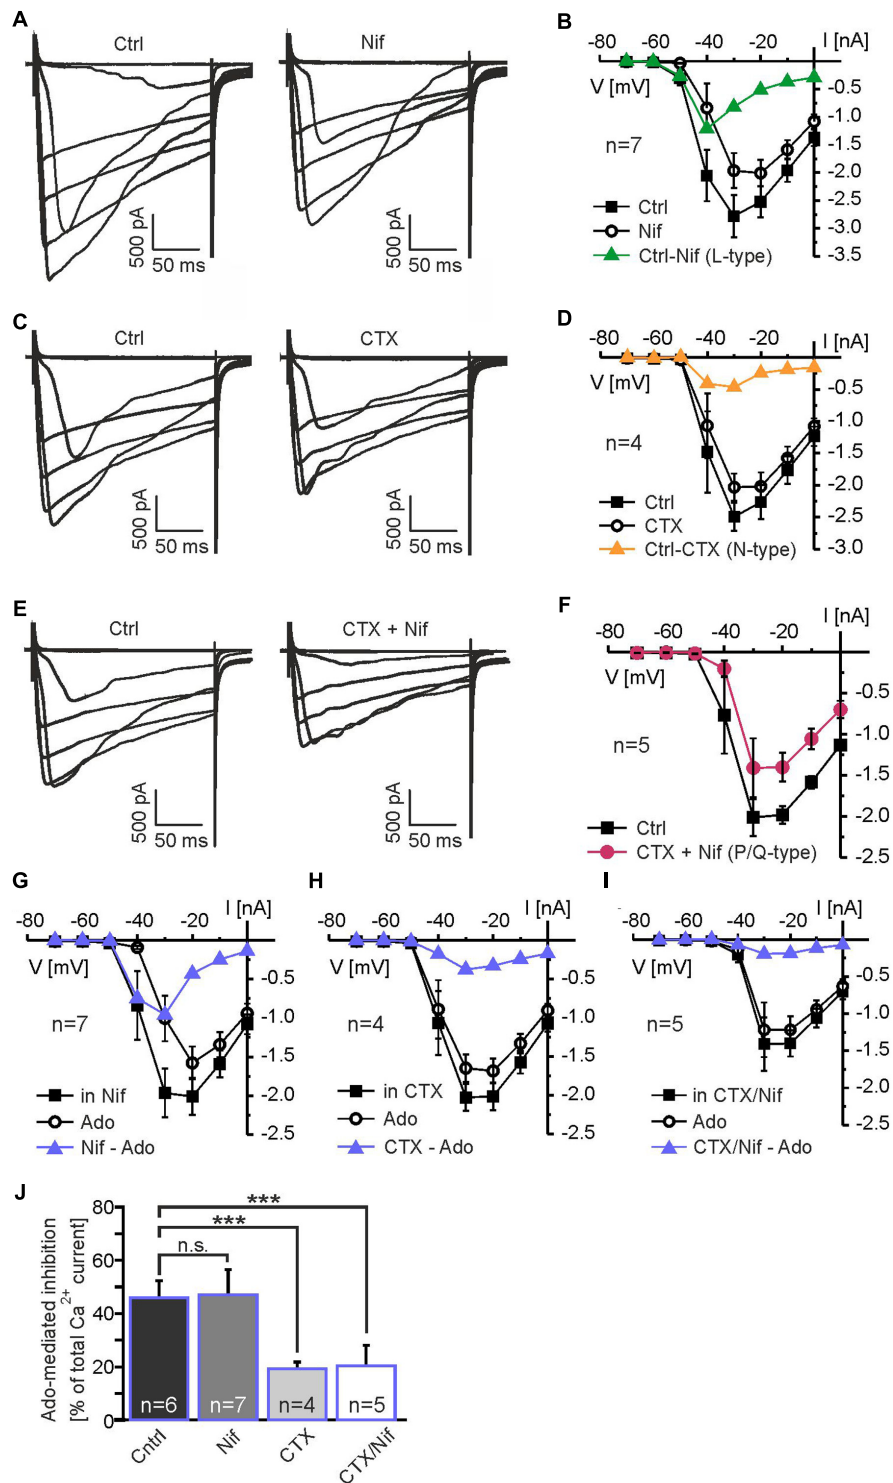 A
Ctrl
500 pA
50 ms
Nif
500 pA
50 ms
B
I [nA]
-80 -60 -40 -20
V [mV]
-0.5
-1.0
-1.5
-2.0
-2.5
-3.0
-3.5
n=7
Ctrl
Nif
Ctrl-Nif (L-type)
C
Ctrl
500 pA
50 ms
CTX
500 pA
50 ms
D
I [nA]
-80 -60 -40 -20
V [mV]
-0.5
-1.0
-1.5
-2.0
-2.5
-3.0
n=4
Ctrl
CTX
Ctrl-CTX (N-type)
E
Ctrl
500 pA
50 ms
CTX + Nif
500 pA
50 ms
F
I [nA]
-80 -60 -40 -20
V [mV]
-0.5
-1.0
-1.5
-2.0
-2.5
n=5
Ctrl
CTX + Nif (P/Q-type)
G
I [nA]
-80 -60 -40 -20
V [mV]
-0.5
-1.0
-1.5
-2.0
-2.5
n=7
in Nif
Ado
Nif - Ado
H
I [nA]
-80 -60 -40 -20
V [mV]
-0.5
-1.0
-1.5
-2.0
-2.5
n=4
in CTX
Ado
CTX - Ado
I
I [nA]
-80 -60 -40 -20
V [mV]
-0.5
-1.0
-1.5
-2.0
-2.5
n=5
in CTX/Nif
Ado
CTX/Nif - Ado
J
Ado-mediated inhibition
[% of total Ca2+ current]
80
60
40
20
0
***
***
n.s.
n=6 n=7 n=4 n=5
Cntrl Nif CTX CTX/Nif